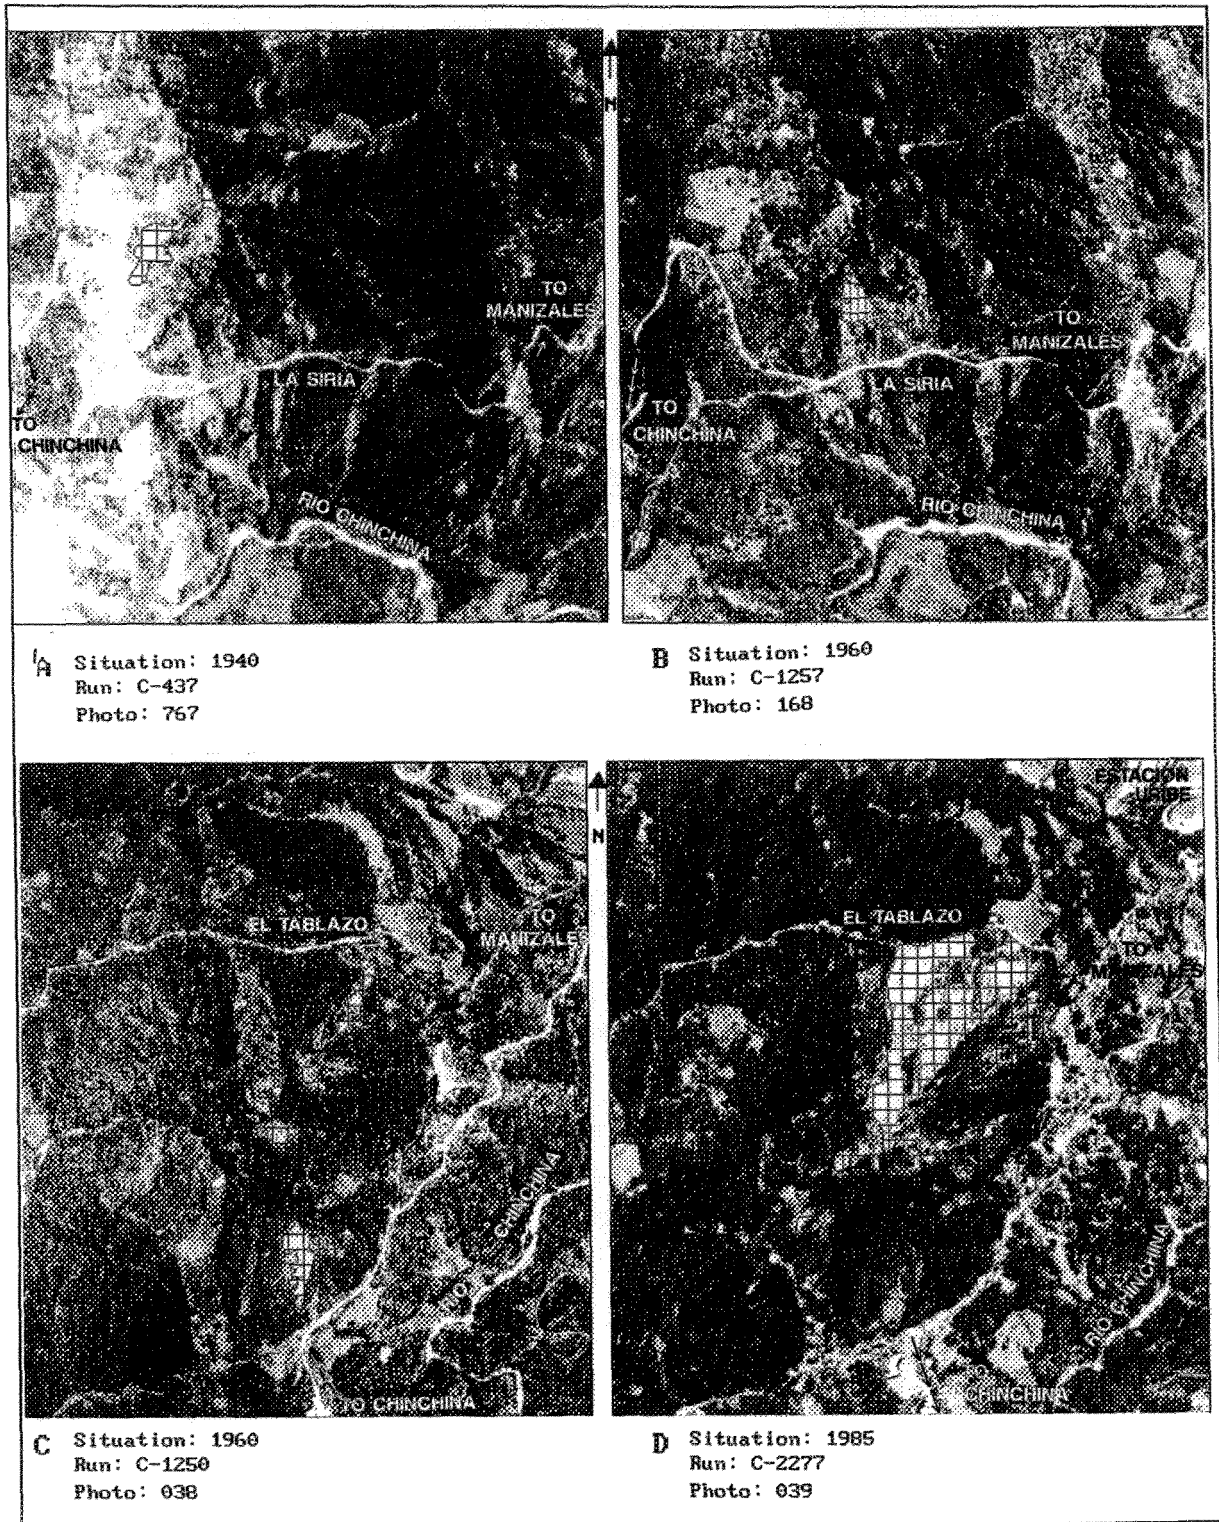 N
TO
MANIZALES
LA SIRIA
TO
CHINCHINA
RIO CHINCHINA
TO
MANIZALES
LA SIRIA
TO
CHINCHINA
RIO CHINCHINA
A Situation: 1940
Run: C-437
Photo: 767
B Situation: 1960
Run: C-1257
Photo: 168
N
EL TABLAZO
TO
MANIZALES
RIO CHINCHINA
TO CHINCHINA
ESTACION
URIBE
EL TABLAZO
TO
MANIZALES
RIO CHINCHINA
CHINCHINA
C Situation: 1960
Run: C-1250
Photo: 038
D Situation: 1985
Run: C-2277
Photo: 039